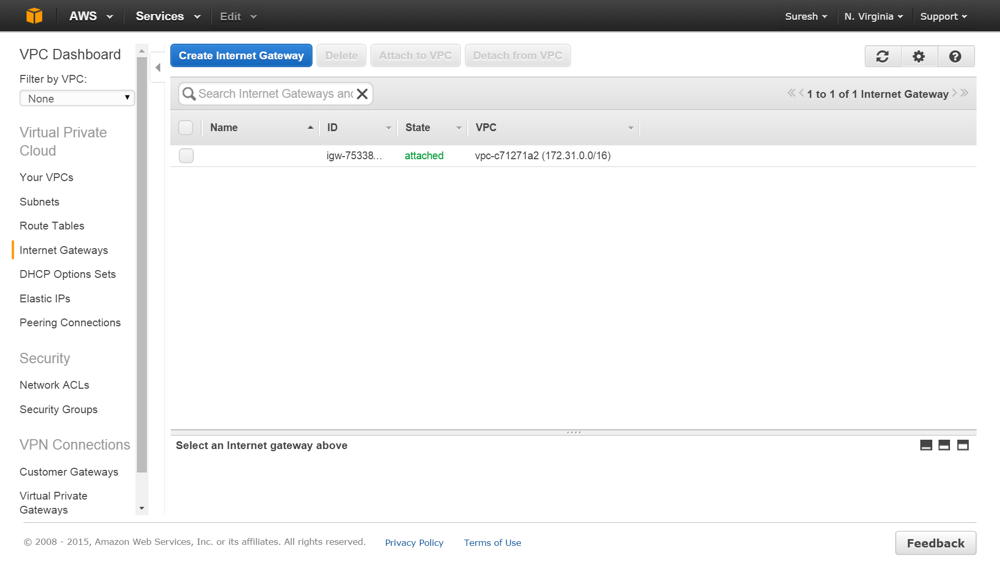 AWS Services Edit Suresh N. Virginia Support
VPC Dashboard
Filter by VPC:
None
Virtual Private
Cloud
Your VPCs
Subnets
Route Tables
Internet Gateways
DHCP Options Sets
Elastic IPs
Peering Connections
Security
Network ACLs
Security Groups
VPN Connections
Customer Gateways
Virtual Private
Gateways
Create Internet Gateway Delete Attach to VPC Detach from VPC
Search Internet Gateways and 1 to 1 of 1 Internet Gateway
Name ID State VPC
igw-75338... attached vpc-c71271a2 (172.31.0.0/16)
Select an Internet gateway above
© 2008 - 2015, Amazon Web Services, Inc. or its affiliates. All rights reserved. Privacy Policy Terms of Use Feedback